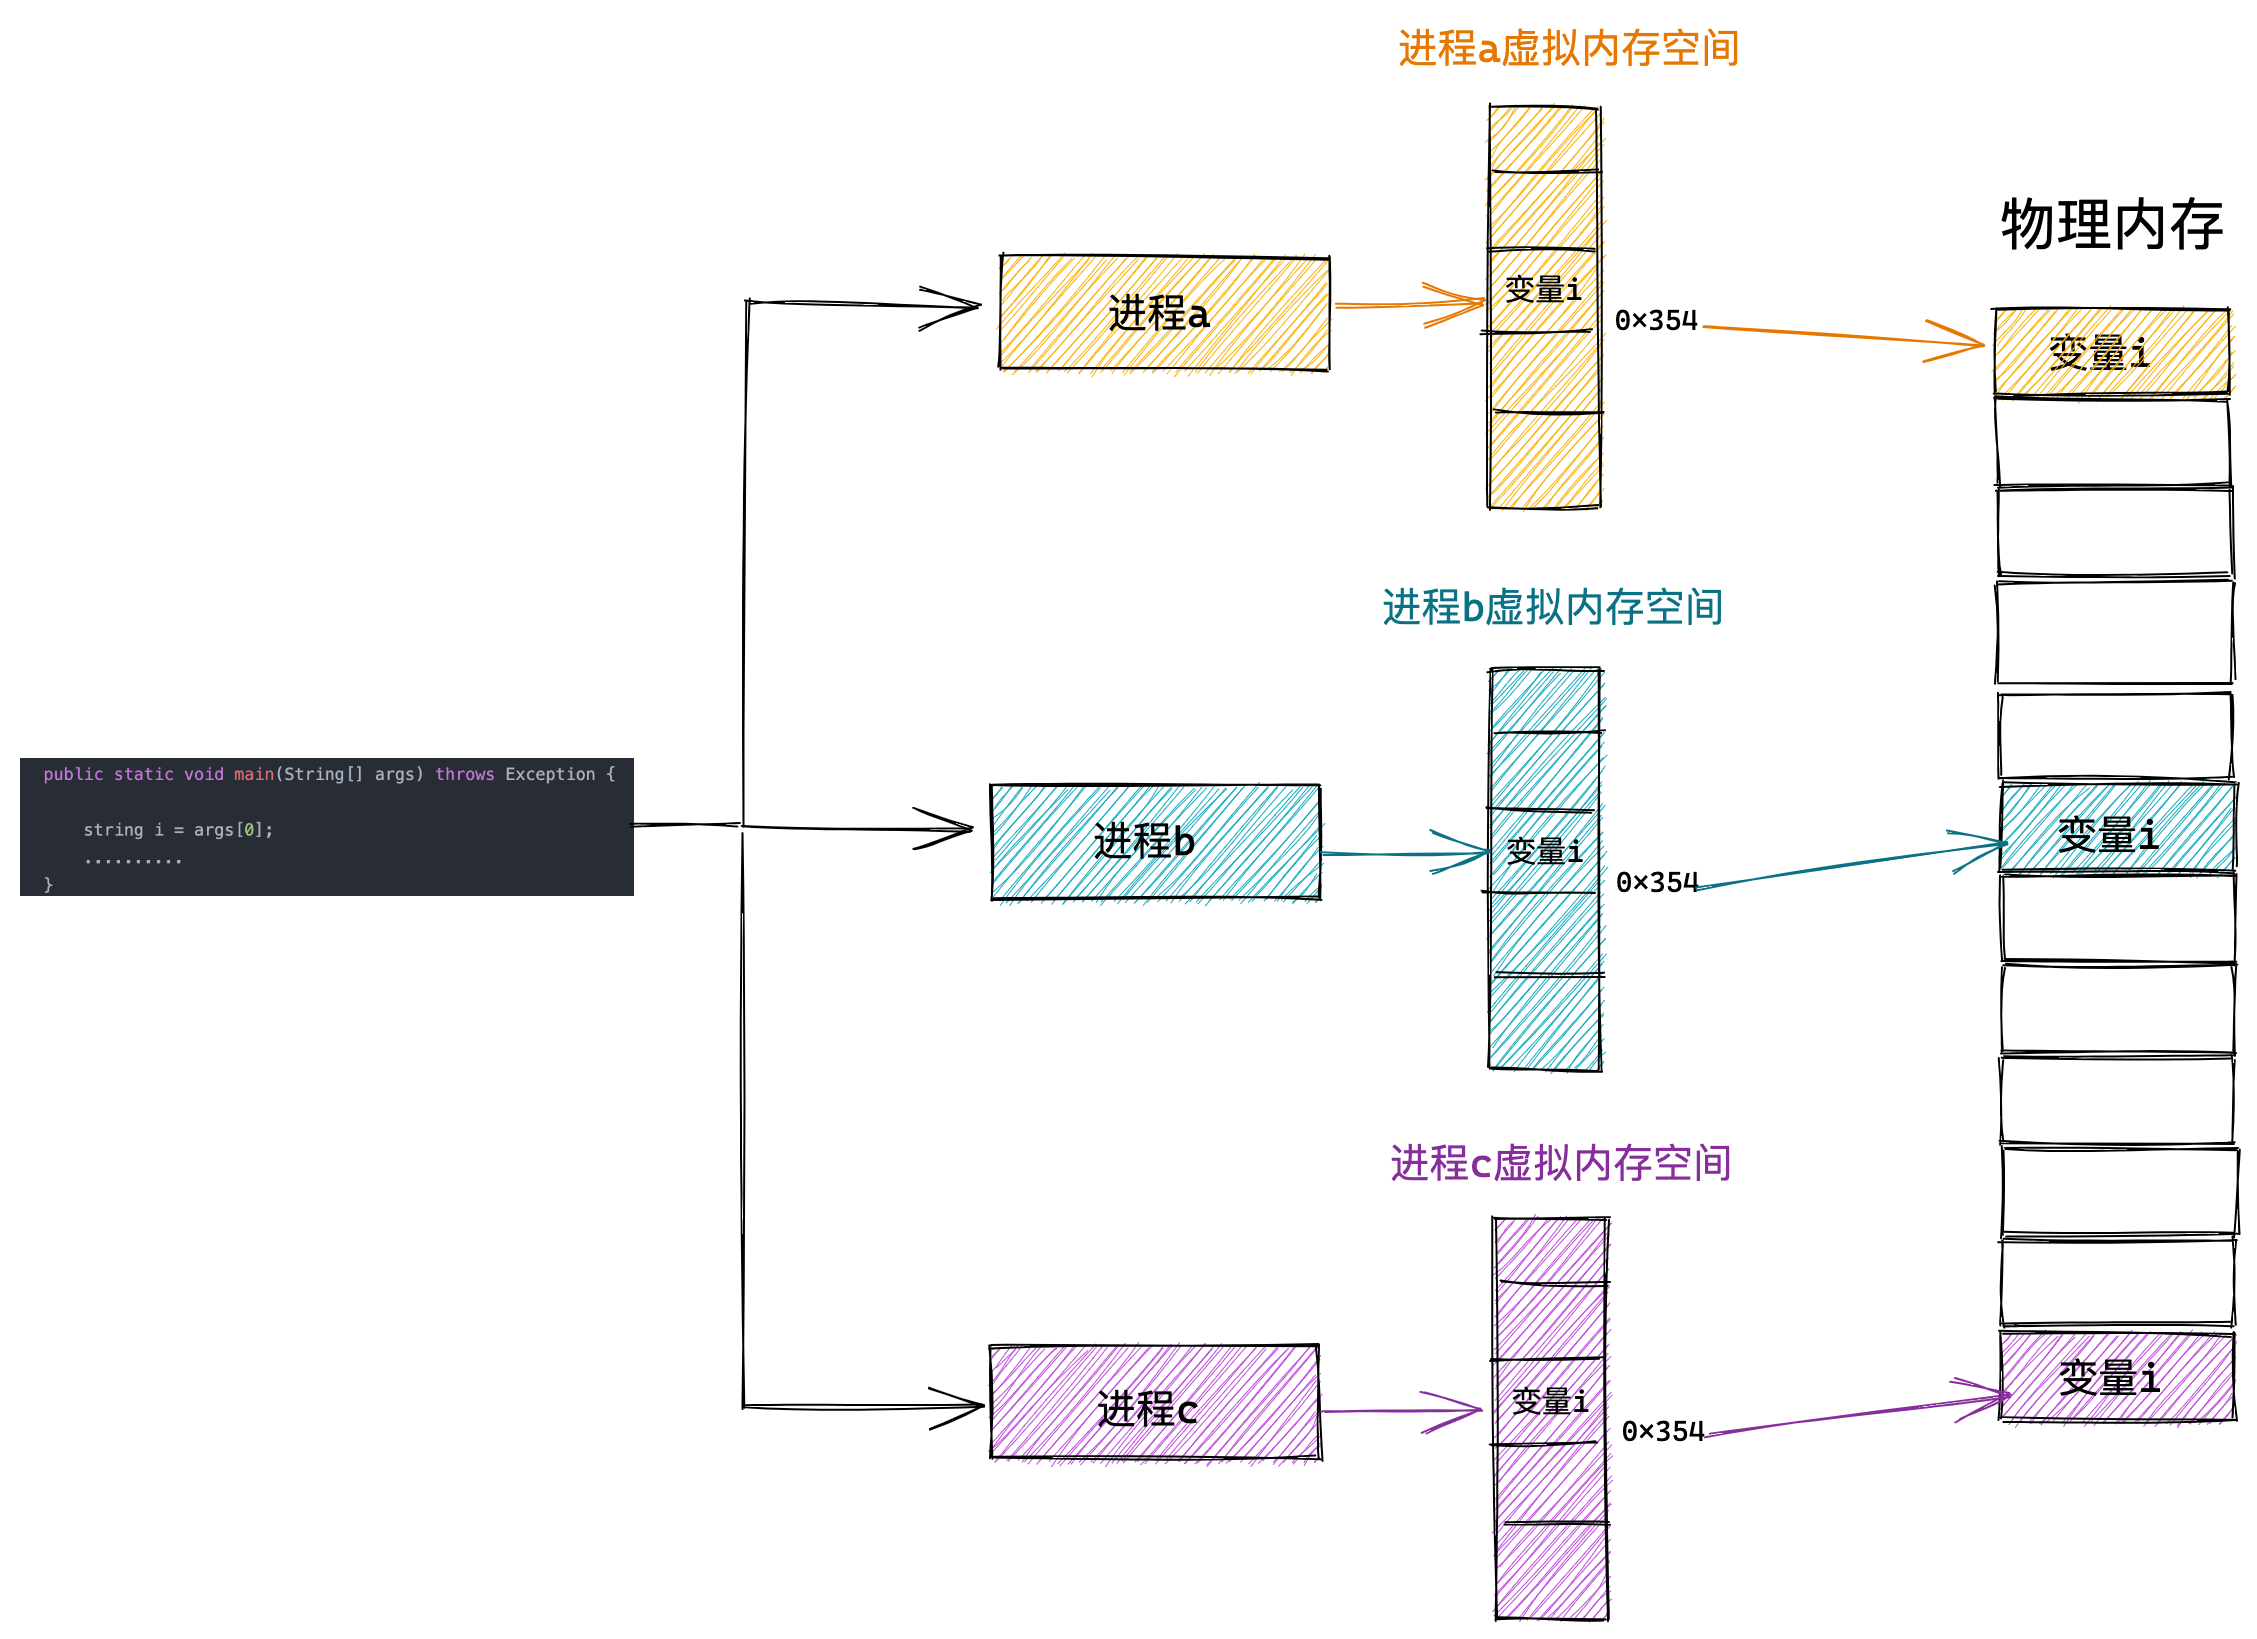 进程a虚拟内存空间
物理内存
变量i
进程a
0×354
变量i
进程b虚拟内存空间
public static void main(String[] args) throws Exception {
string i = args[0];
..........
}
进程b
变量i
0×354
变量i
进程c虚拟内存空间
进程c
变量i
0×354
变量i